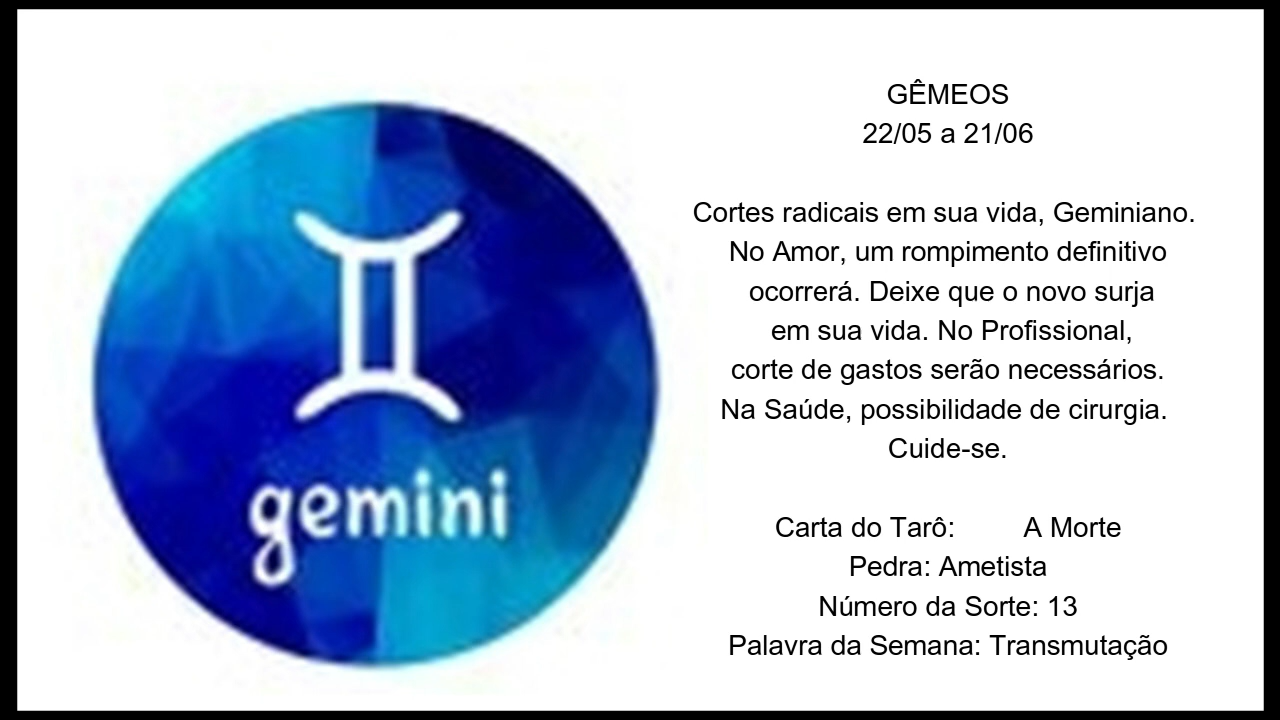 gemini
GÊMEOS
22/05 a 21/06
Cortes radicais em sua vida, Geminiano.
No Amor, um rompimento definitivo
ocorrerá. Deixe que o novo surja
em sua vida. No Profissional,
corte de gastos serão necessários.
Na Saúde, possibilidade de cirurgia.
Cuide-se.
Carta do Tarô: A Morte
Pedra: Ametista
Número da Sorte: 13
Palavra da Semana: Transmutação